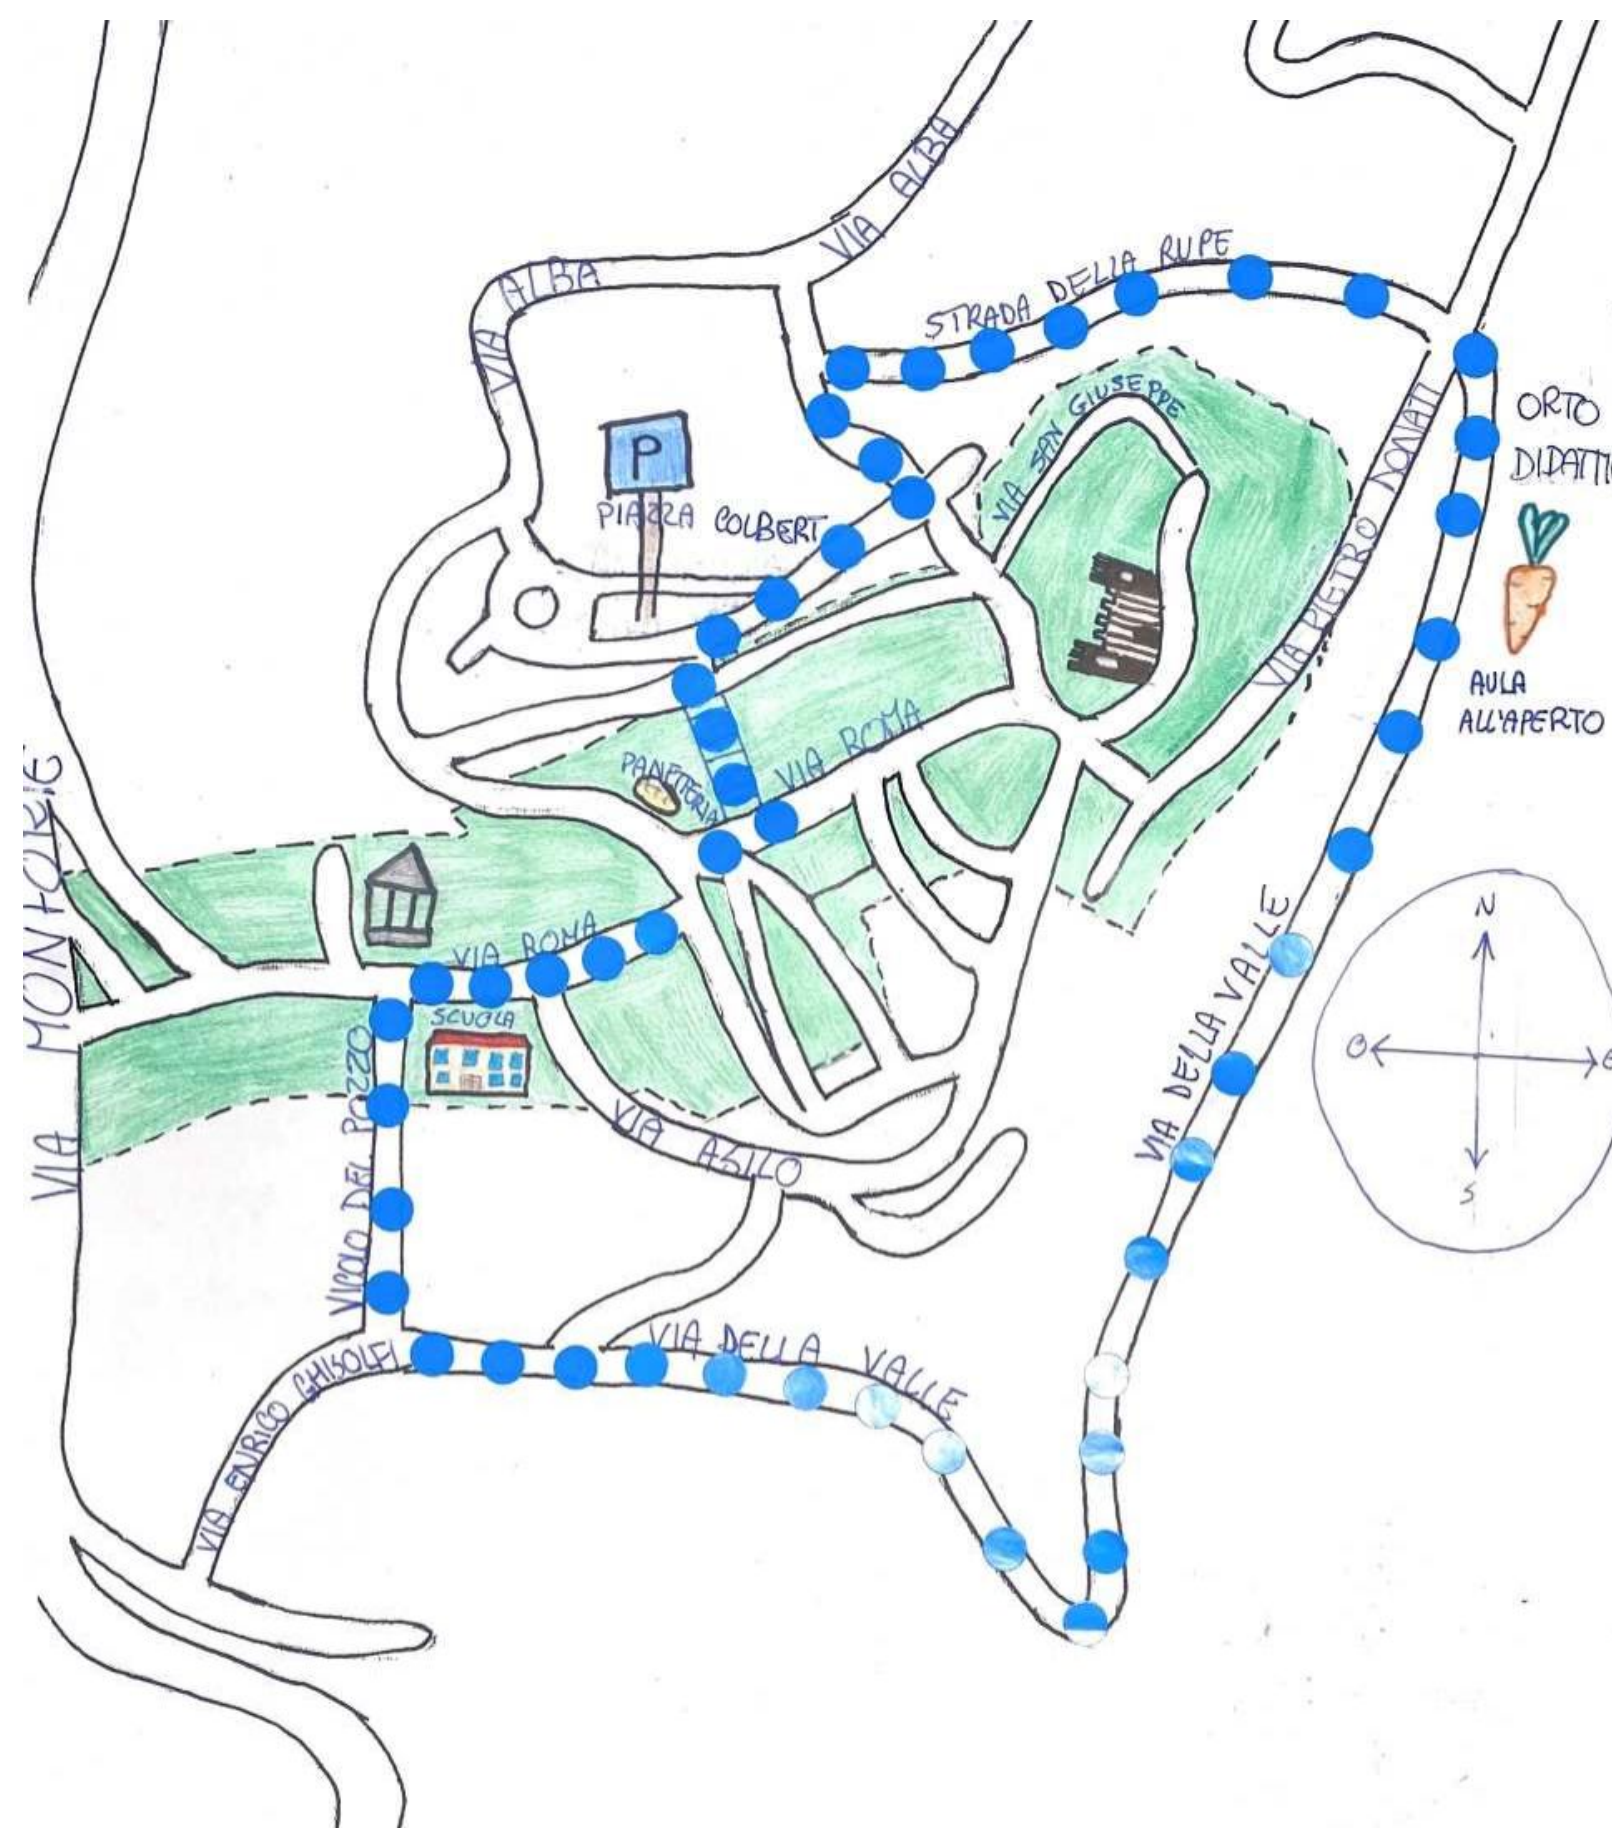 VIA ALBA
VIA ALBA
STRADA DELLA RUPE
VIA SAN GIUSEPPE
ORTO
P
PIAZZA COLBERT
VIA PIETRO DONATI
AULA
ALL'APERTO
VIA ROMA
PANETTERIA
VIA MONFORTE
N
VIA ROMA
O
SCUOLA
VIA DELLA VALLE
S
VICOLO DEL POZZO
VIA ASILO
VIA ENRICO GHISOLFI
VIA DELLA VALLE